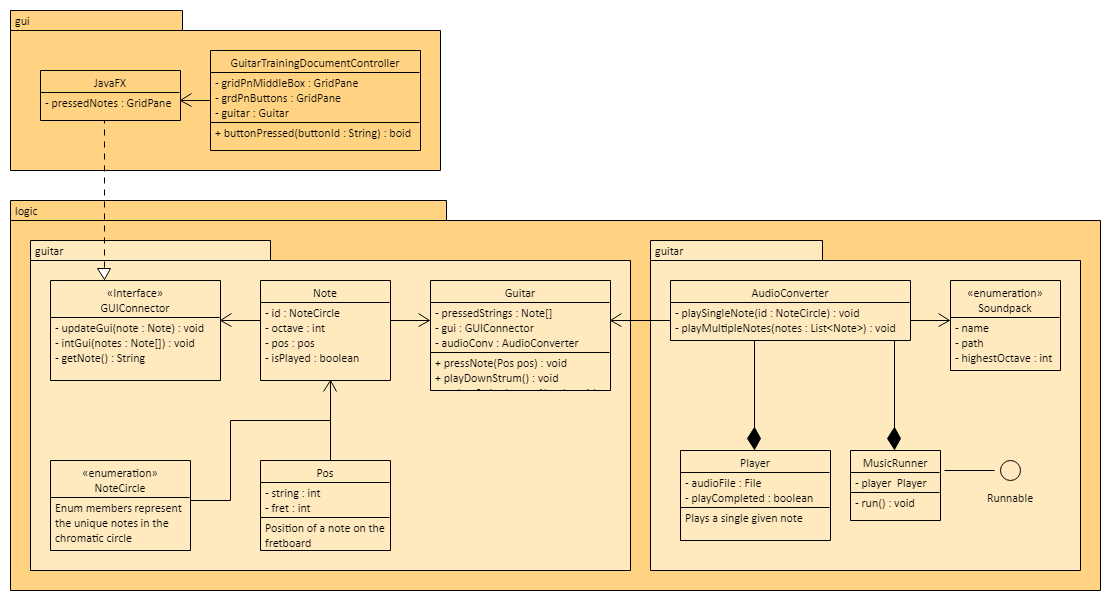 gui
JavaFX
- pressedNotes : GridPane
GuitarTrainingDocumentController
- gridPnMiddleBox : GridPane
- grdPnButtons : GridPane
- guitar : Guitar
+ buttonPressed(buttonId : String) : boid
logic
guitar
«Interface»
GUIConnector
- updateGui(note : Note) : void
- intGui(notes : Note[]) : void
- getNote() : String
Note
- id : NoteCircle
- octave : int
- pos : pos
- isPlayed : boolean
Guitar
- pressedStrings : Note[]
- gui : GUIConnector
- audioConv : AudioConverter
+ pressNote(Pos pos) : void
+ playDownStrum() : void
«enumeration»
NoteCircle
Enum members represent
the unique notes in the
chromatic circle
Pos
- string : int
- fret : int
Position of a note on the
fretboard
guitar
AudioConverter
- playSingleNote(id : NoteCircle) : void
- playMultipleNotes(notes : List<Note>) : void
«enumeration»
Soundpack
- name
- path
- highestOctave : int
Player
- audioFile : File
- playCompleted : boolean
Plays a single given note
MusicRunner
- player  Player
- run() : void
Runnable